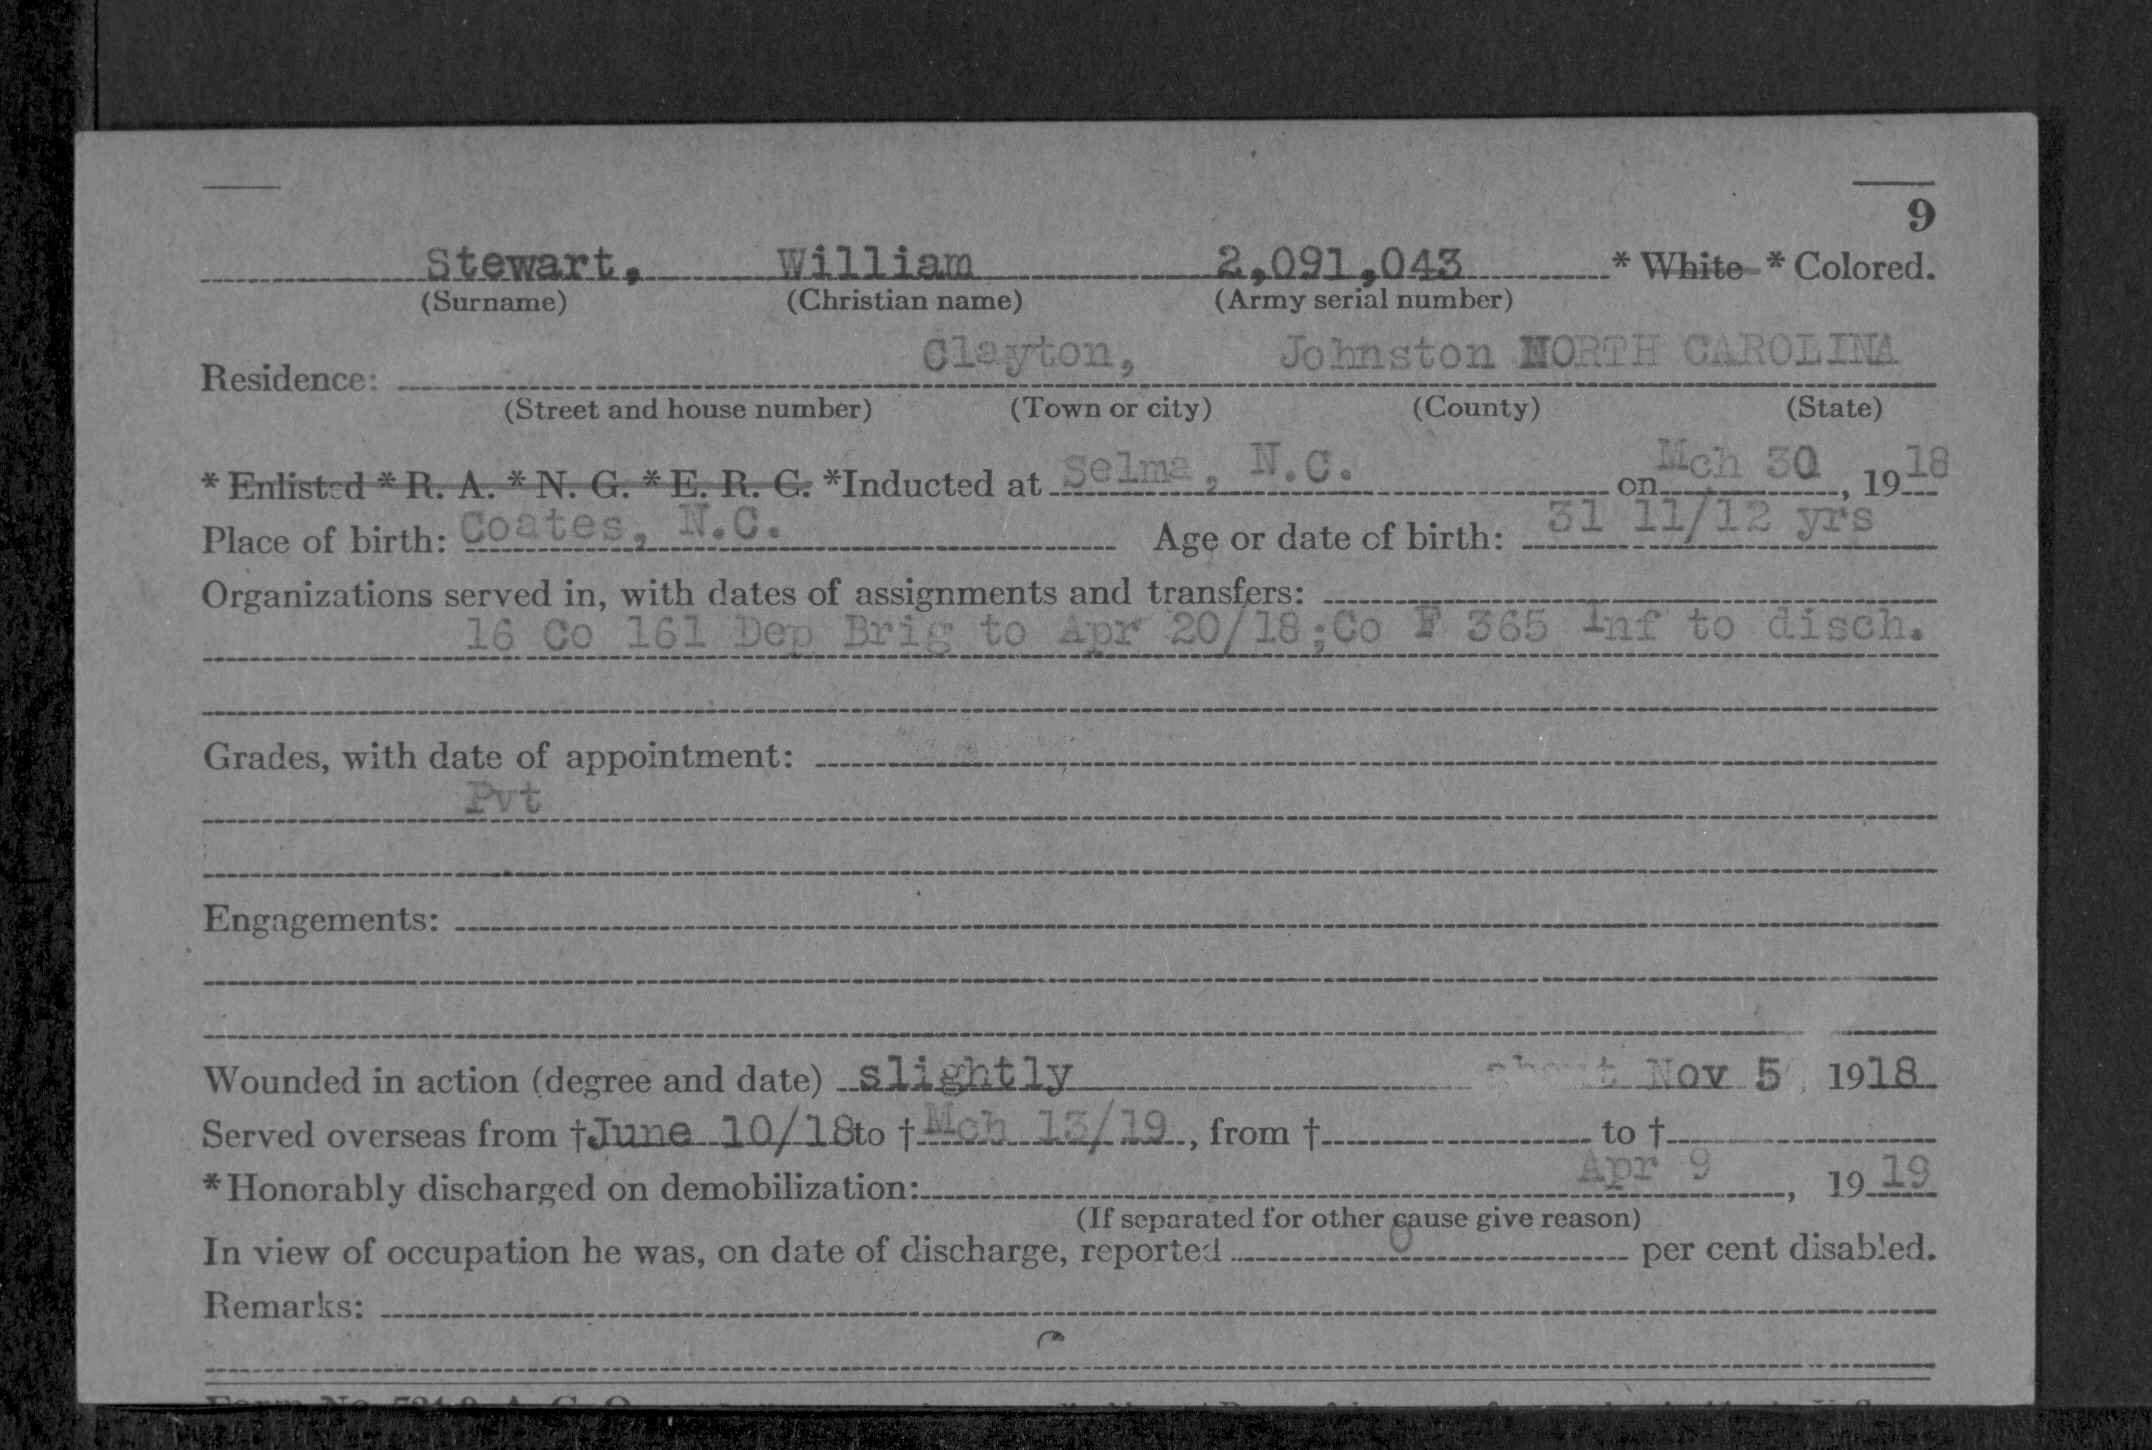 9
Stewart, William 2,091,043 * White * Colored.
(Surname) (Christian name) (Army serial number)
Residence: Clayton, Johnston NORTH CAROLINA
(Street and house number) (Town or city) (County) (State)
* Enlisted * R. A. * N. G. * E. R. C. *Inducted at Selma, N.C. on Mch 30, 1918
Place of birth: Coates, N.C. Age or date of birth: 31 11/12 yrs
Organizations served in, with dates of assignments and transfers:
16 Co 161 Dep Brig to Apr 20/18;Co F 365 Inf to disch.
Grades, with date of appointment:
Pvt
Engagements:
Wounded in action (degree and date) slightly about Nov 5, 1918
Served overseas from †June 10/18 to †Mch 13/19, from † to †
*Honorably discharged on demobilization: Apr 9, 1919
(If separated for other cause give reason)
In view of occupation he was, on date of discharge, reported 0 per cent disabled.
Remarks: